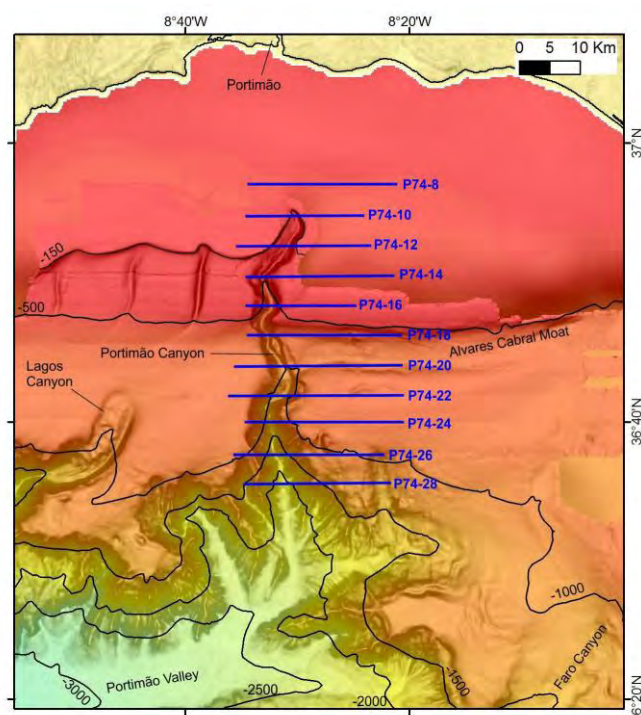 8°40'W
8°20'W
0 5 10 Km
Portimão
37°N
P74-8
P74-10
-150
P74-12
P74-14
-500
P74-16
P74-18
Portimão Canyon
Alvares Cabral Moat
P74-20
Lagos
Canyon
P74-22
P74-24
36°40'N
P74-26
P74-28
-1000
Portimão Valley
-3000
-2500
-2000
-1500
Faro Canyon
6°20'N